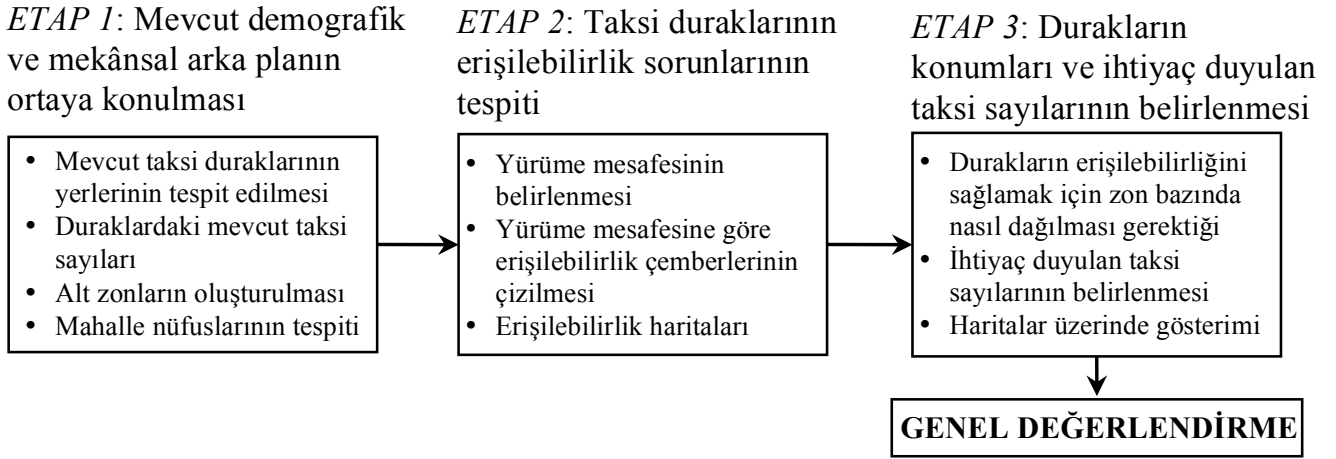 ETAP 1: Mevcut demografik
ve mekânsal arka planın
ortaya konulması
• Mevcut taksi duraklarının
yerlerinin tespit edilmesi
• Duraklardaki mevcut taksi
sayıları
• Alt zonların oluşturulması
• Mahalle nüfuslarının tespiti
ETAP 2: Taksi duraklarının
erişilebilirlik sorunlarının
tespiti
• Yürüme mesafesinin
belirlenmesi
• Yürüme mesafesine göre
erişilebilirlik çemberlerinin
çizilmesi
• Erişilebilirlik haritaları
ETAP 3: Durakların
konumları ve ihtiyaç duyulan
taksi sayılarının belirlenmesi
• Durakların erişilebilirliğini
sağlamak için zon bazında
nasıl dağılması gerektiği
• İhtiyaç duyulan taksi
sayılarının belirlenmesi
• Haritalar üzerinde gösterimi
GENEL DEĞERLENDİRME